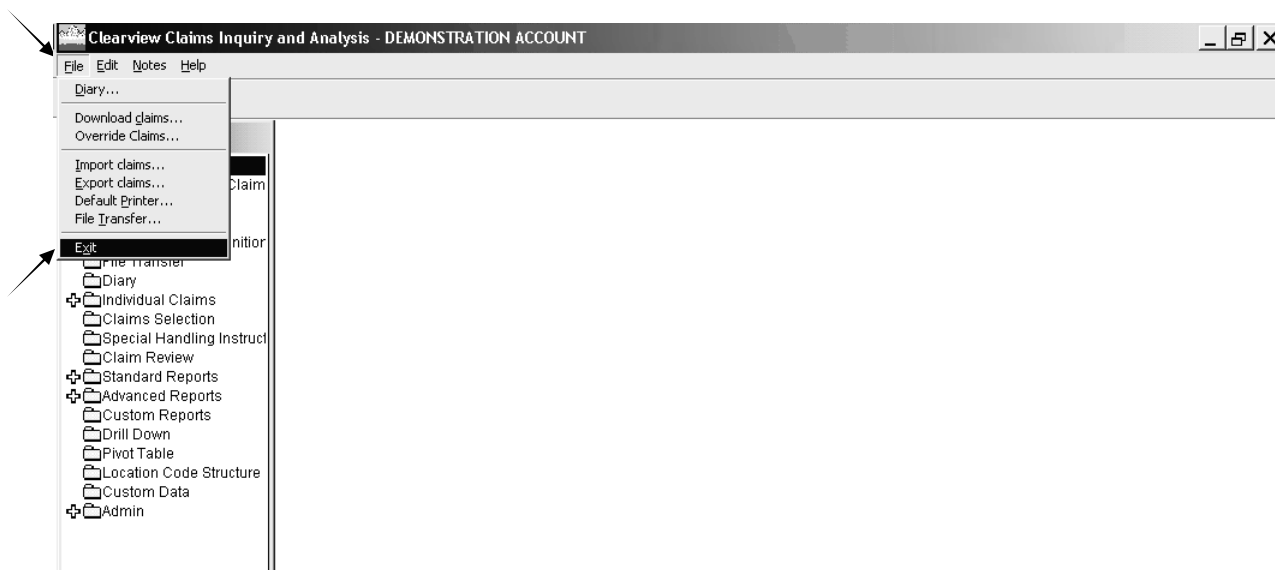 Clearview Claims Inquiry and Analysis - DEMONSTRATION ACCOUNT
File Edit Notes Help
Diary...
Download claims...
Override Claims...
Import claims...
Export claims...
Default Printer...
File Transfer...
Exit
Claim
File Transfer
Diary
Individual Claims
Claims Selection
Special Handling Instruct
Claim Review
Standard Reports
Advanced Reports
Custom Reports
Drill Down
Pivot Table
Location Code Structure
Custom Data
Admin